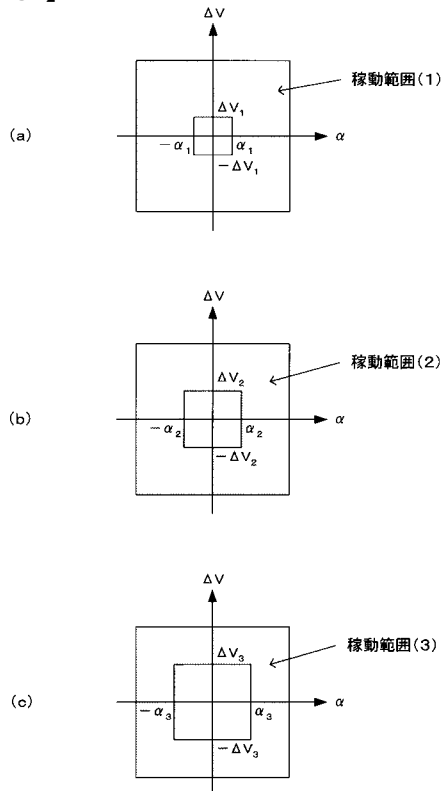 ΔV
稼動範囲(1)
(a)
ΔV₁
-α₁
α₁
α
-ΔV₁
ΔV
稼動範囲(2)
(b)
ΔV₂
-α₂
α₂
α
-ΔV₂
ΔV
稼動範囲(3)
(c)
ΔV₃
-α₃
α₃
α
-ΔV₃